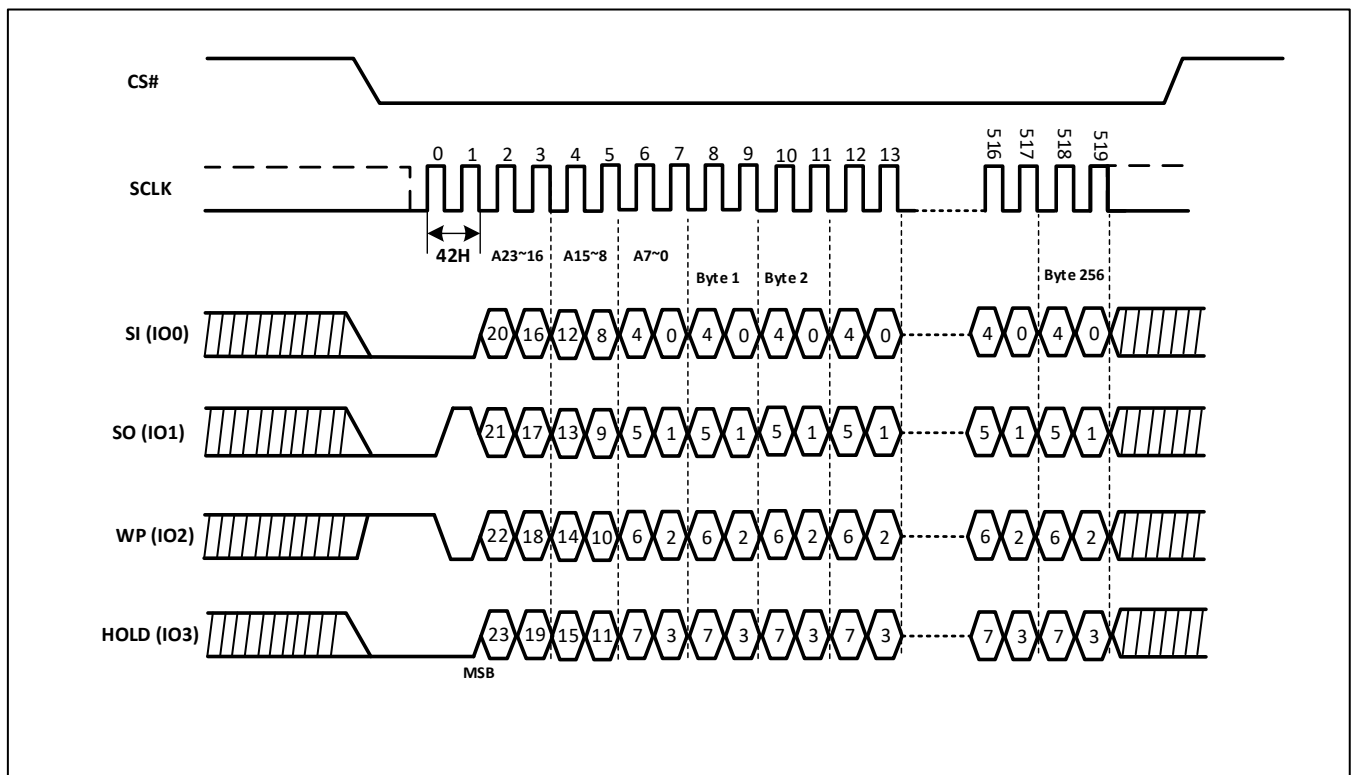 CS#
0 1 2 3 4 5 6 7 8 9 10 11 12 13 516 517 518 519
SCLK
42H A23~16 A15~8 A7~0
Byte 1 Byte 2 Byte 256
SI (IO0) 20 16 12 8 4 0 4 0 4 0 4 0 4 0 4 0
SO (IO1) 21 17 13 9 5 1 5 1 5 1 5 1 5 1 5 1
WP (IO2) 22 18 14 10 6 2 6 2 6 2 6 2 6 2 6 2
HOLD (IO3) 23 19 15 11 7 3 7 3 7 3 7 3 7 3 7 3
MSB